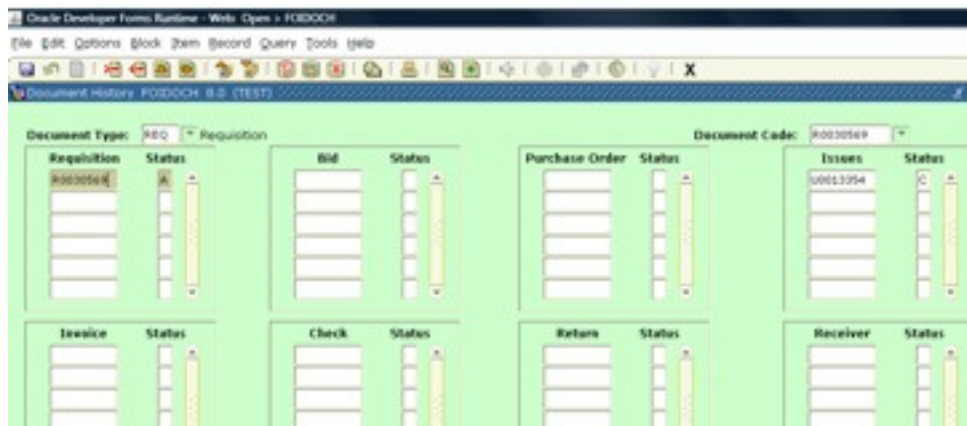 Oracle Developer Forms Runtime - Web: Open > FOIDOCH
File Edit Options Block Item Record Query Tools Help
X
Document History FOIDOCH 8.0 (TEST)
Document Type: REQ Requisition Document Code: R0030569
Requisition Status Bid Status Purchase Order Status Issues Status
R0030569 A U0013354 C
Invoice Status Check Status Return Status Receiver Status